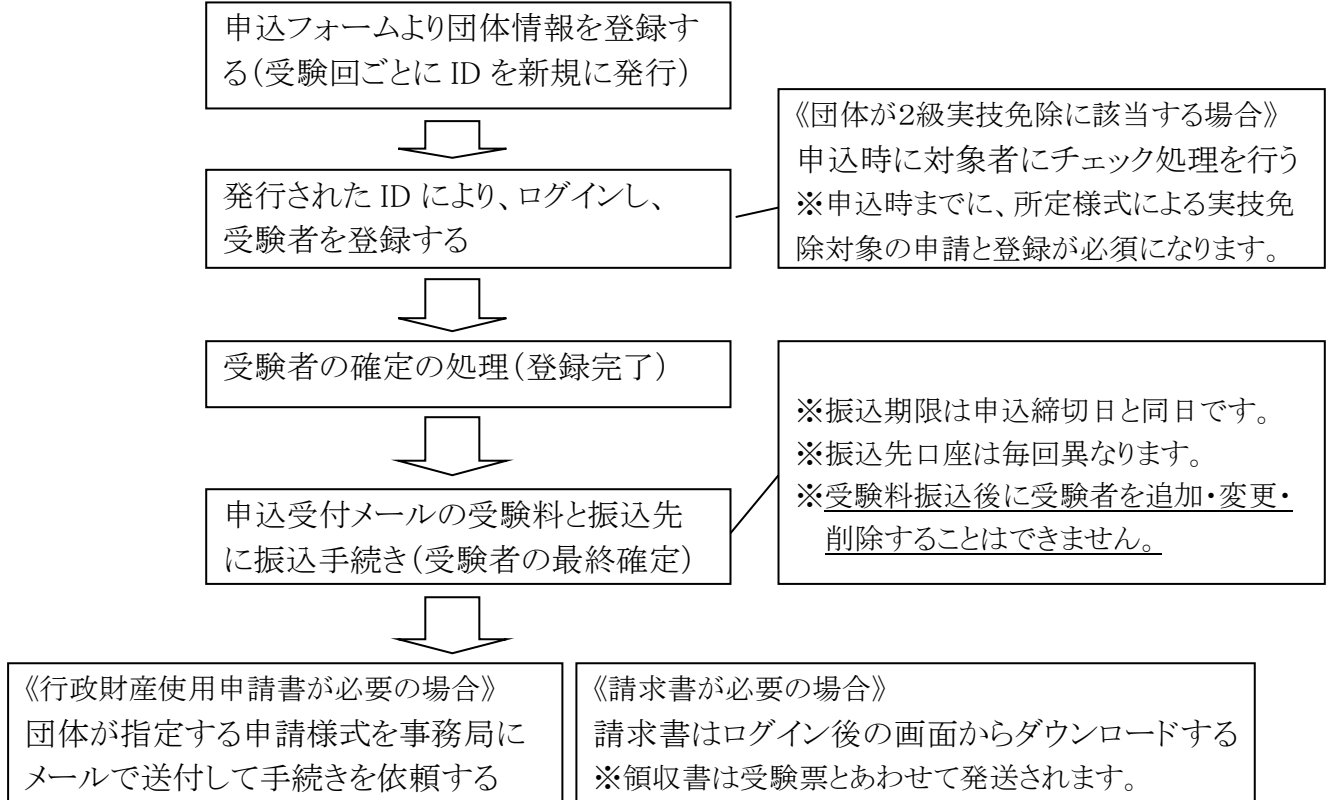 申込フォームより団体情報を登録す
る(受験回ごとに ID を新規に発行)
《団体が2級実技免除に該当する場合》
申込時に対象者にチェック処理を行う
※申込時までに、所定様式による実技免
除対象の申請と登録が必須になります。
発行された ID により、ログインし、
受験者を登録する
受験者の確定の処理(登録完了)
※振込期限は申込締切日と同日です。
※振込先口座は毎回異なります。
※受験料振込後に受験者を追加・変更・
削除することはできません。
申込受付メールの受験料と振込先
に振込手続き(受験者の最終確定)
《行政財産使用申請書が必要の場合》
団体が指定する申請様式を事務局に
メールで送付して手続きを依頼する
《請求書が必要の場合》
請求書はログイン後の画面からダウンロードする
※領収書は受験票とあわせて発送されます。